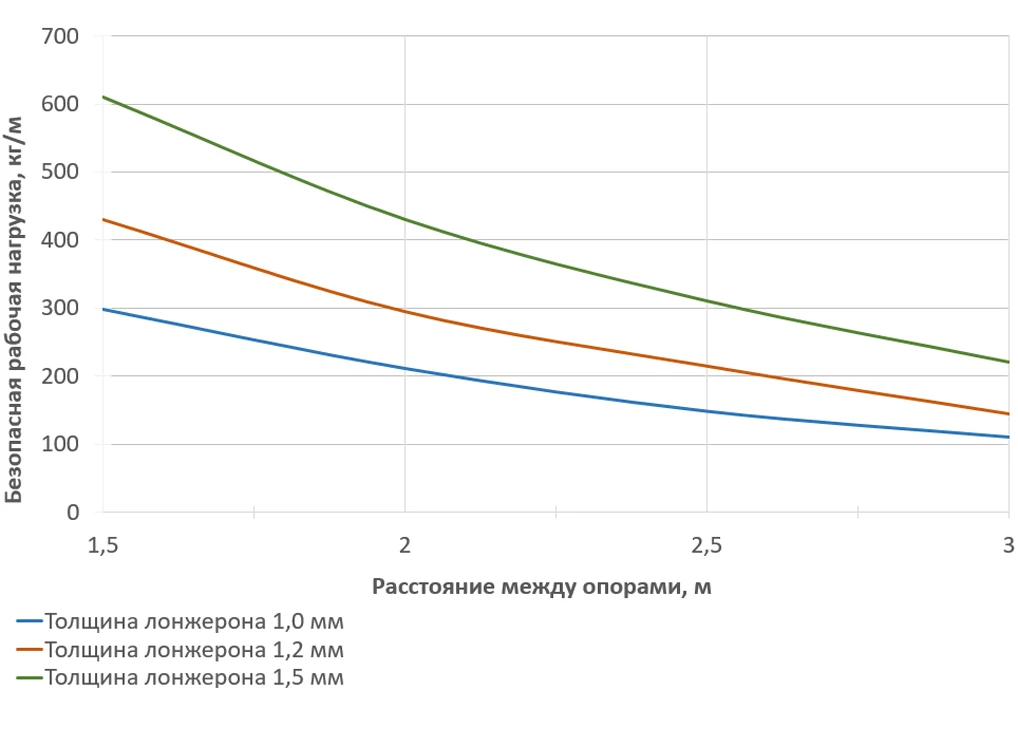 700
600
500
400
300
200
100
0
Безопасная рабочая нагрузка, кг/м
1,5 2 2,5 3
Расстояние между опорами, м
Толщина лонжерона 1,0 мм
Толщина лонжерона 1,2 мм
Толщина лонжерона 1,5 мм